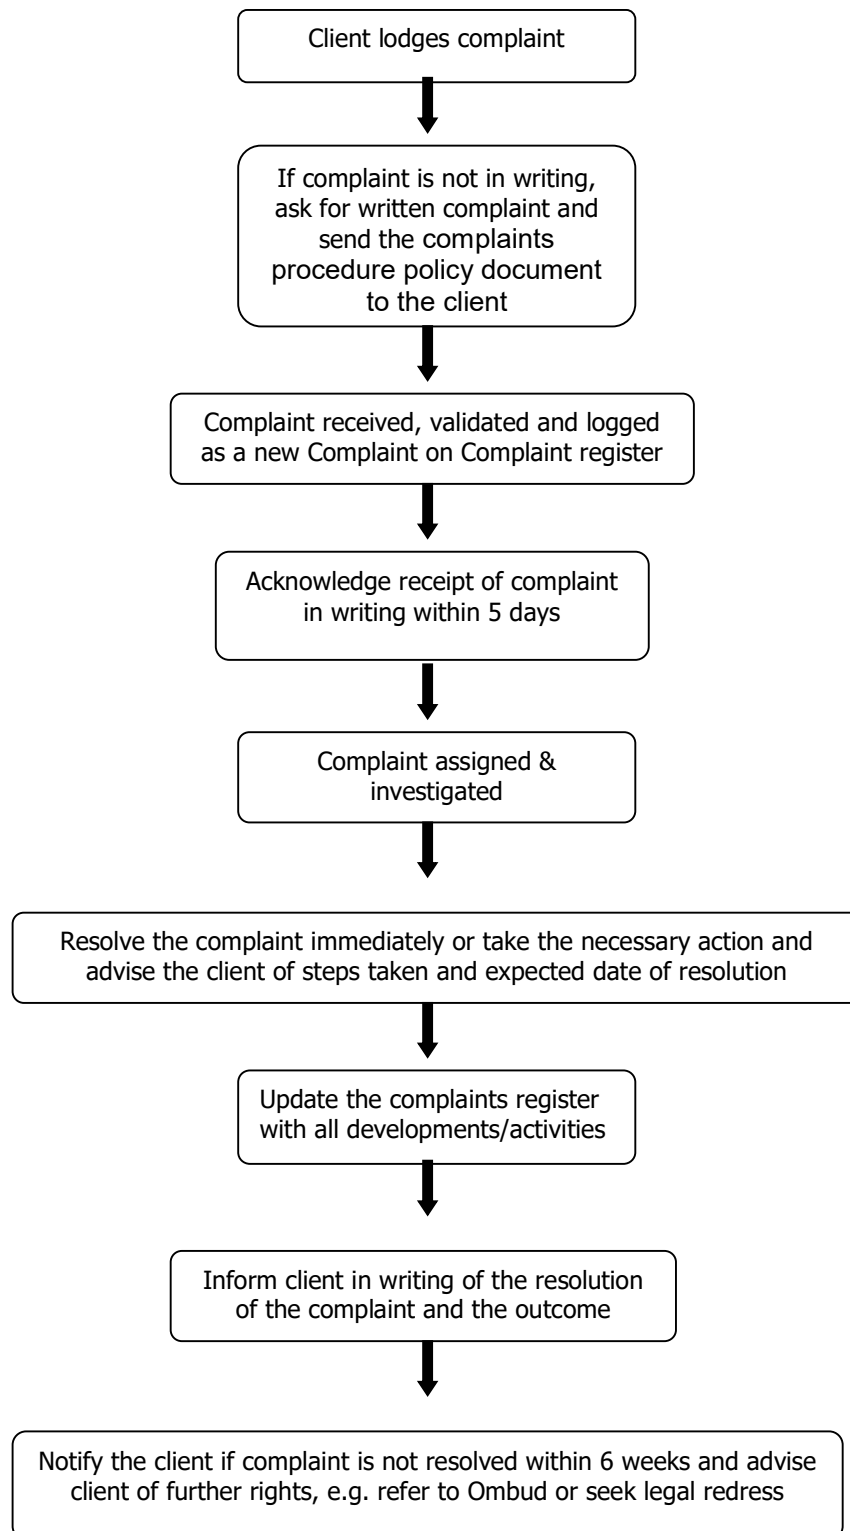 Client lodges complaint
If complaint is not in writing,
ask for written complaint and
send the complaints
procedure policy document
to the client
Complaint received, validated and logged
as a new Complaint on Complaint register
Acknowledge receipt of complaint
in writing within 5 days
Complaint assigned &
investigated
Resolve the complaint immediately or take the necessary action and
advise the client of steps taken and expected date of resolution
Update the complaints register
with all developments/activities
Inform client in writing of the resolution
of the complaint and the outcome
Notify the client if complaint is not resolved within 6 weeks and advise
client of further rights, e.g. refer to Ombud or seek legal redress